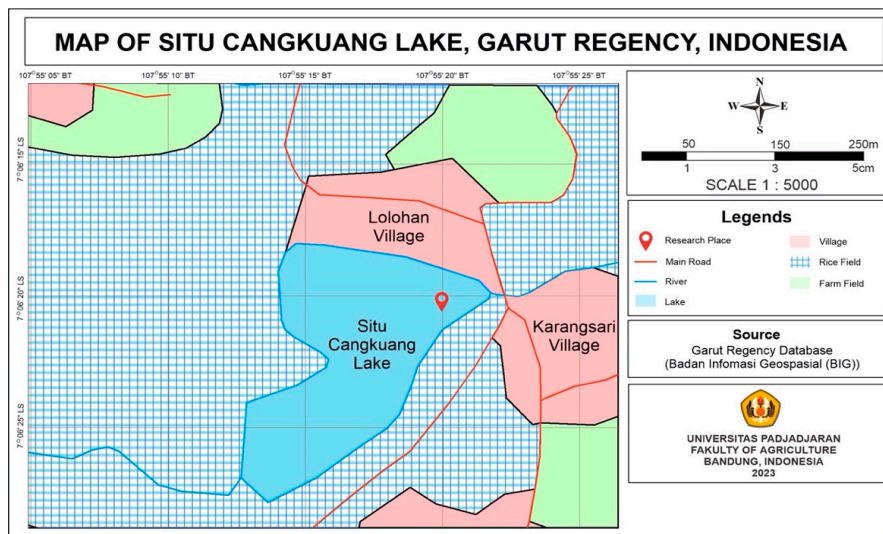 MAP OF SITU CANGKUANG LAKE, GARUT REGENCY, INDONESIA
107°55' 05" BT
107°55' 10" BT
107°55' 15" BT
107°55' 20" BT
107°55' 25" BT
7°06' 15" LS
7°06' 20" LS
7°06' 25" LS
Lolohan
Village
Situ
Cangkuang
Lake
Karangsari
Village
N
W E
S
50 150 250m
1 3 5cm
SCALE 1 : 5000
Legends
Research Place
Main Road
River
Lake
Village
Rice Field
Farm Field
Source
Garut Regency Database
(Badan Infomasi Geospasial (BIG))
UNIVERSITAS PADJADJARAN
FAKULTY OF AGRICULTURE
BANDUNG, INDONESIA
2023